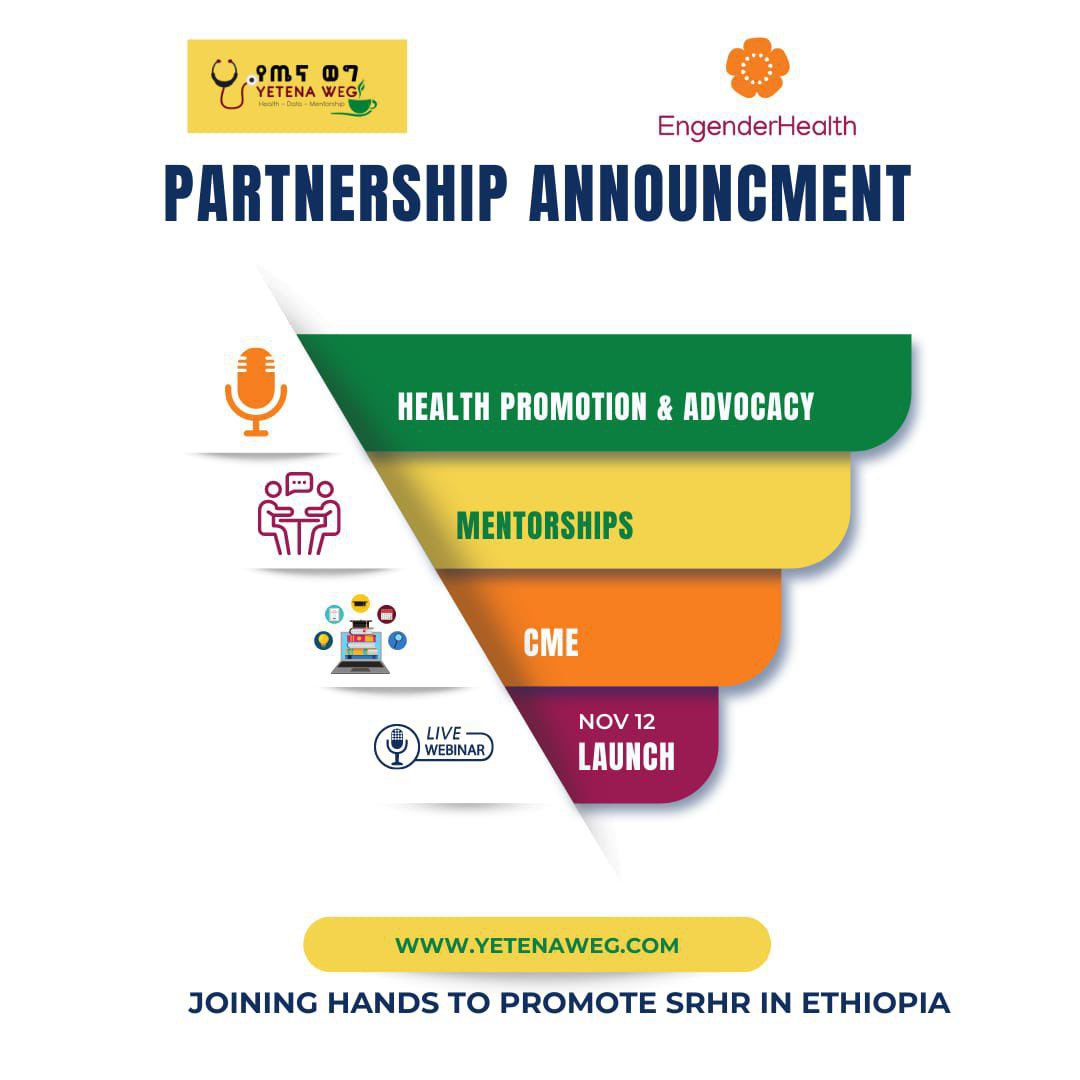 የጤና ወግ
YETENA WEG
Health – Data – Mentorship
EngenderHealth
PARTNERSHIP ANNOUNCMENT
HEALTH PROMOTION & ADVOCACY
MENTORSHIPS
CME
LIVE
WEBINAR
NOV 12
LAUNCH
WWW.YETENAWEG.COM
JOINING HANDS TO PROMOTE SRHR IN ETHIOPIA